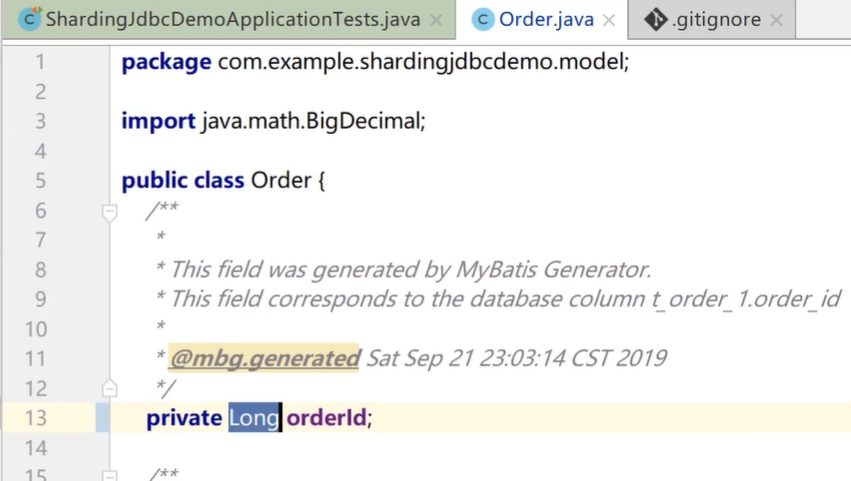 ShardingJdbcDemoApplicationTests.java Order.java .gitignore
1 package com.example.shardingjdbcdemo.model;
2
3 import java.math.BigDecimal;
4
5 public class Order {
6 /**
7 *
8 * This field was generated by MyBatis Generator.
9 * This field corresponds to the database column t_order_1.order_id
10 *
11 * @mbg.generated Sat Sep 21 23:03:14 CST 2019
12 */
13 private Long orderId;
14
15 /**